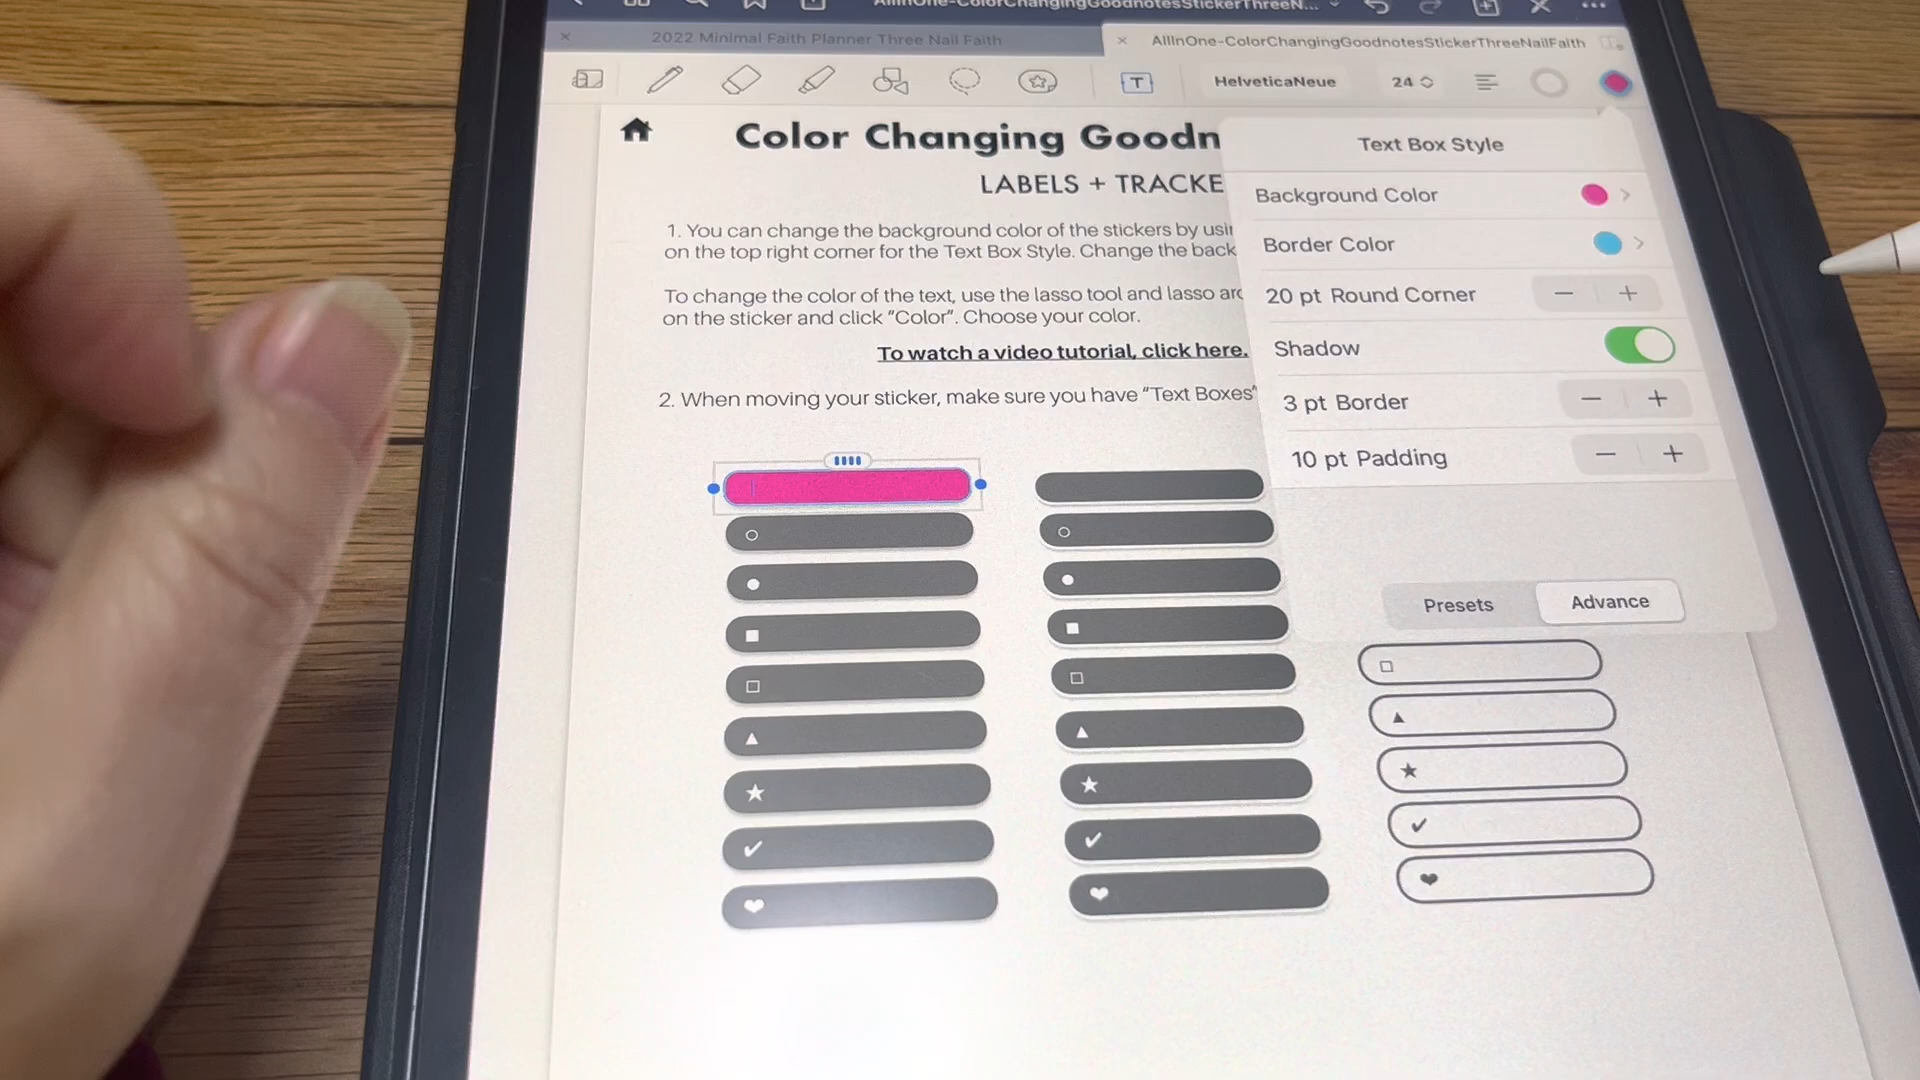 AllInOne-ColorChangingGoodnotesStickerThreeN...
2022 Minimal Faith Planner Three Nail Faith
AllInOne-ColorChangingGoodnotesStickerThreeNailFaith
T
HelveticaNeue
24
Color Changing Goodn
LABELS + TRACKE
1. You can change the background color of the stickers by usin
on the top right corner for the Text Box Style. Change the back
To change the color of the text, use the lasso tool and lasso aro
on the sticker and click "Color". Choose your color.
To watch a video tutorial, click here.
2. When moving your sticker, make sure you have "Text Boxes"
Text Box Style
Background Color
Border Color
20 pt Round Corner
Shadow
3 pt Border
10 pt Padding
Presets
Advance